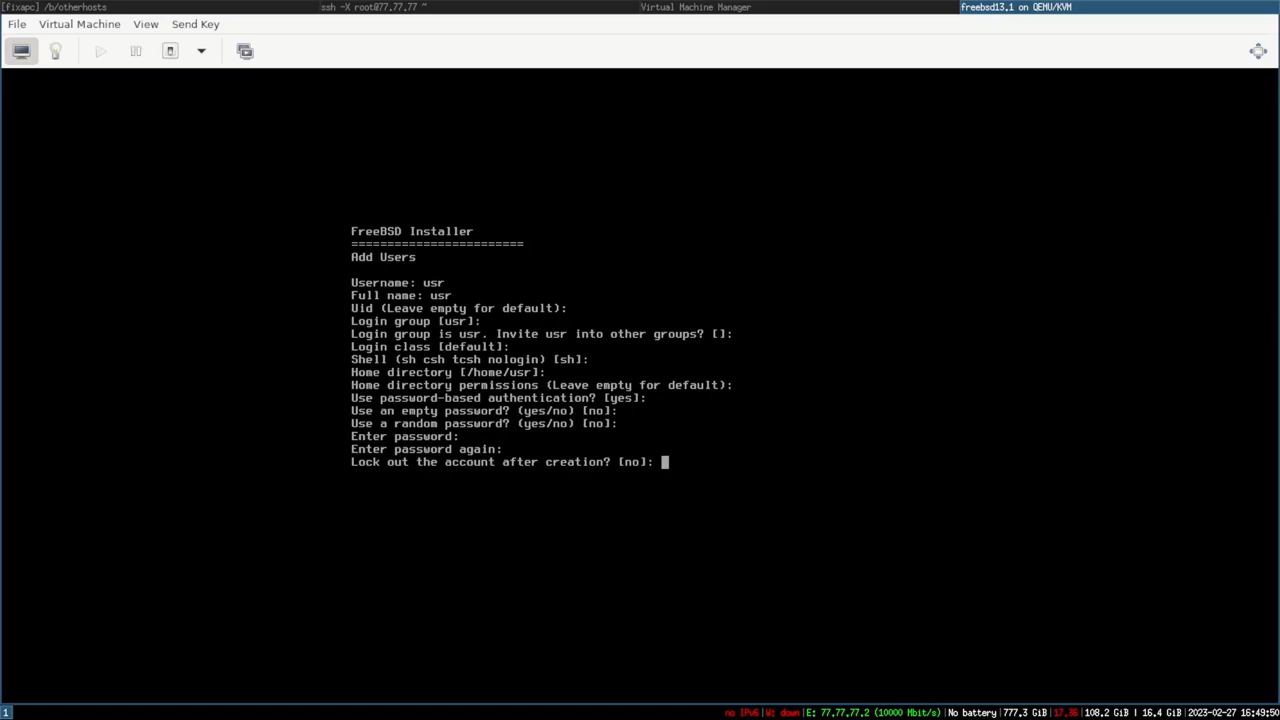 [fixapc] /b/otherhosts
ssh -X root@77.77.77 ~
Virtual Machine Manager
freebsd13.1 on QEMU/KVM
File Virtual Machine View Send Key
FreeBSD Installer
========================
Add Users
Username: usr
Full name: usr
Uid (Leave empty for default):
Login group [usr]:
Login group is usr. Invite usr into other groups? []:
Login class [default]:
Shell (sh csh tcsh nologin) [sh]:
Home directory [/home/usr]:
Home directory permissions (Leave empty for default):
Use password-based authentication? [yes]:
Use an empty password? (yes/no) [no]:
Use a random password? (yes/no) [no]:
Enter password:
Enter password again:
Lock out the account after creation? [no]:
1
no IPv6|W: down|E: 77.77.77.2 (10000 Mbit/s)|No battery|777.3 GiB|17.36|108.2 GiB | 16.4 GiB|2023-02-27 16:49:50